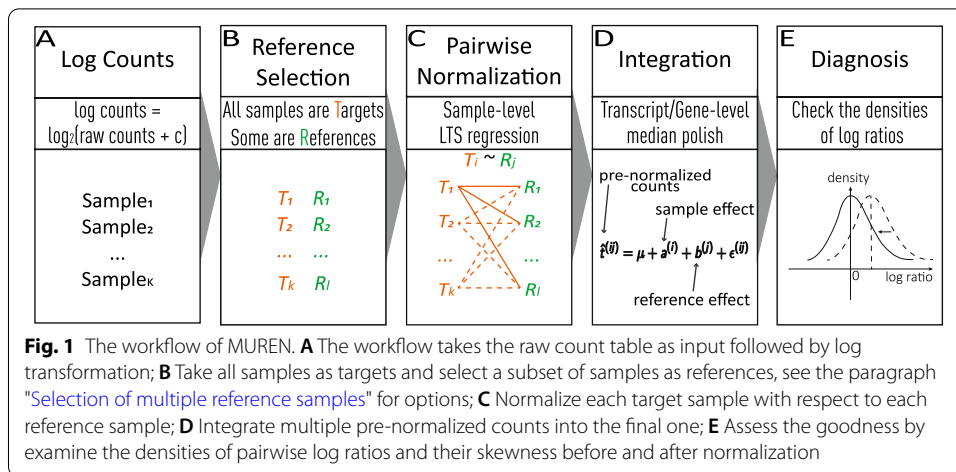 A
Log Counts
log counts =
log₂(raw counts + c)
Sample₁
Sample₂
...
Sampleₖ
B
Reference
Selection
All samples are Targets
Some are References
T₁ R₁
T₂ R₂
... ...
Tₖ Rₗ
C
Pairwise
Normalization
Sample-level
LTS regression
Tᵢ ~ Rⱼ
T₁ R₁
T₂ R₂
... ...
Tₖ Rₗ
D
Integration
Transcript/Gene-level
median polish
pre-normalized
counts
sample effect
t̂⁽ⁱʲ⁾ = μ + a⁽ⁱ⁾ + b⁽ʲ⁾ + ϵ⁽ⁱʲ⁾
reference effect
E
Diagnosis
Check the densities
of log ratios
density
0
log ratio
Fig. 1 The workflow of MUREN. A The workflow takes the raw count table as input followed by log
transformation; B Take all samples as targets and select a subset of samples as references, see the paragraph
"Selection of multiple reference samples" for options; C Normalize each target sample with respect to each
reference sample; D Integrate multiple pre-normalized counts into the final one; E Assess the goodness by
examine the densities of pairwise log ratios and their skewness before and after normalization